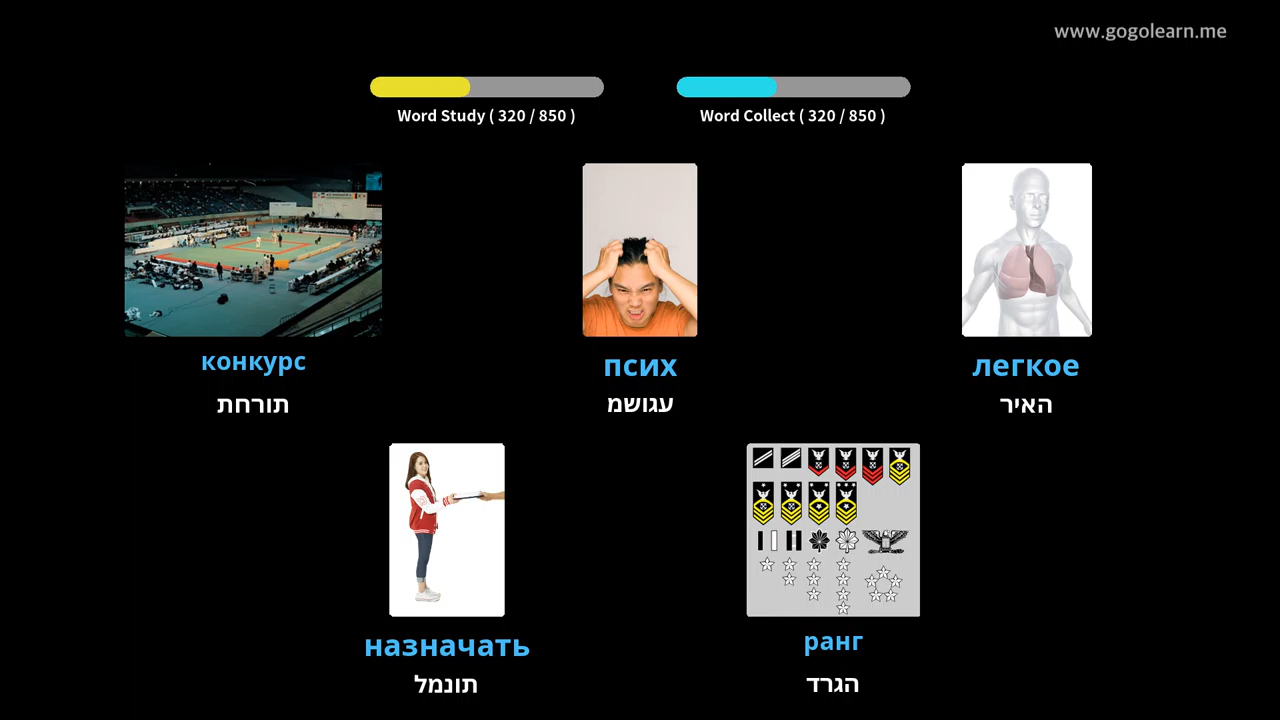 www.gogolearn.me
Word Study ( 320 / 850 )
Word Collect ( 320 / 850 )
конкурс
תורחת
псих
עגושמ
легкое
האיר
назначать
תונמל
ранг
הגרד